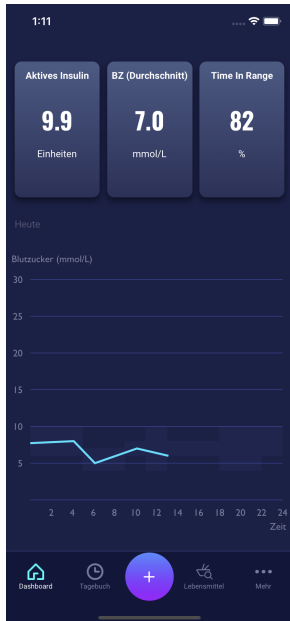 1:11
Aktives Insulin BZ (Durchschnitt) Time In Range
9.9 7.0 82
Einheiten mmol/L %
Heute
Blutzucker (mmol/L)
30
25
20
15
10
5
2 4 6 8 10 12 14 16 18 20 22 24
Zeit
+
Dashboard Tagebuch Lebensmittel Mehr